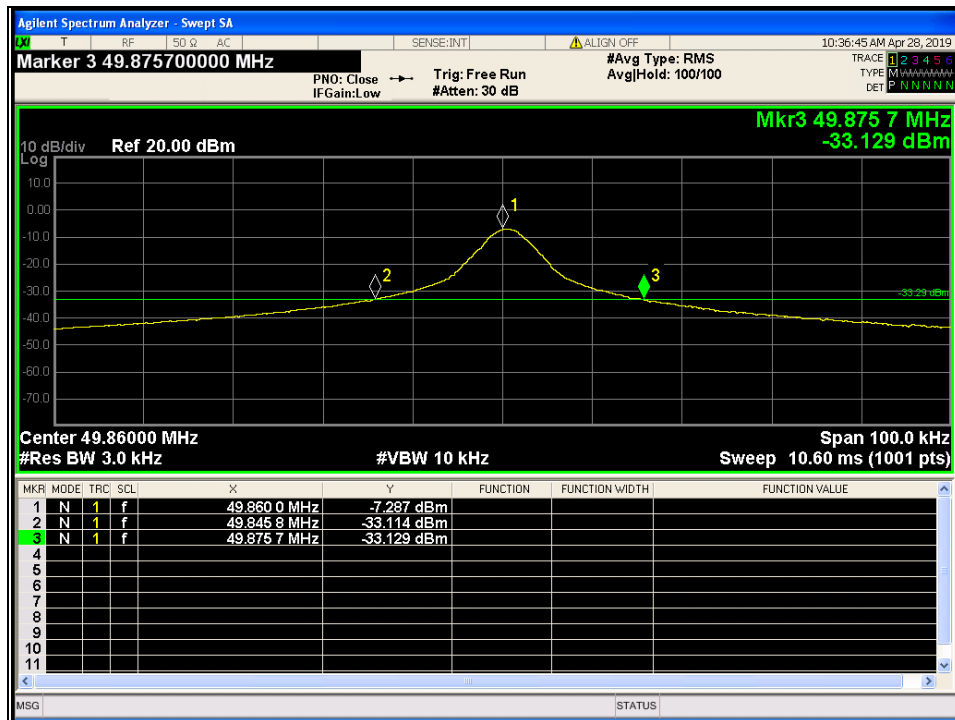 Agilent Spectrum Analyzer - Swept SA
LXI T RF 50 Ω AC SENSE:INT ALIGN OFF 10:36:45 AM Apr 28, 2019
Marker 3 49.875700000 MHz
PNO: Close
IFGain:Low
Trig: Free Run
#Atten: 30 dB
#Avg Type: RMS
Avg|Hold: 100/100
TRACE 1 2 3 4 5 6
TYPE M WWWWW
DET P N N N N N
Mkr3 49.875 7 MHz
-33.129 dBm
10 dB/div Ref 20.00 dBm
Log
10.0
0.00
-10.0
-20.0
-30.0
-40.0
-50.0
-60.0
-70.0
1
2
3
-33.29 dBm
Center 49.86000 MHz Span 100.0 kHz
#Res BW 3.0 kHz #VBW 10 kHz Sweep 10.60 ms (1001 pts)
MKR MODE TRC SCL X Y FUNCTION FUNCTION WIDTH FUNCTION VALUE
1 N 1 f 49.860 0 MHz -7.287 dBm
2 N 1 f 49.845 8 MHz -33.114 dBm
3 N 1 f 49.875 7 MHz -33.129 dBm
4
5
6
7
8
9
10
11
MSG STATUS